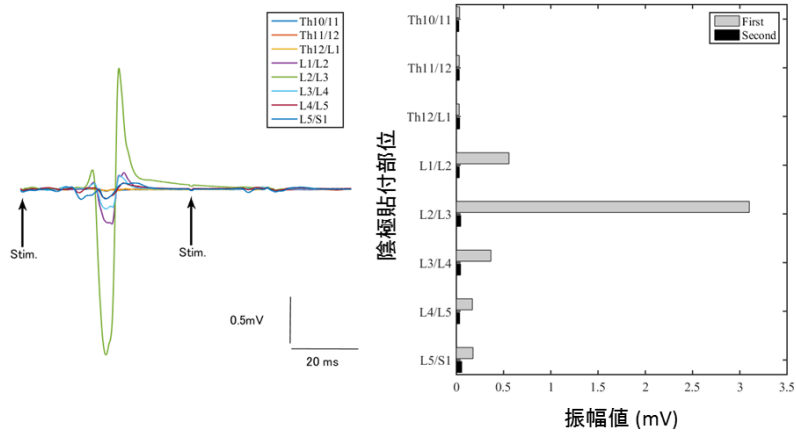 Th10/11
Th11/12
Th12/L1
L1/L2
L2/L3
L3/L4
L4/L5
L5/S1
Stim.
Stim.
0.5mV
20 ms
First
Second
陰極貼付部位
Th10/11
Th11/12
Th12/L1
L1/L2
L2/L3
L3/L4
L4/L5
L5/S1
0 0.5 1 1.5 2 2.5 3 3.5
振幅値 (mV)